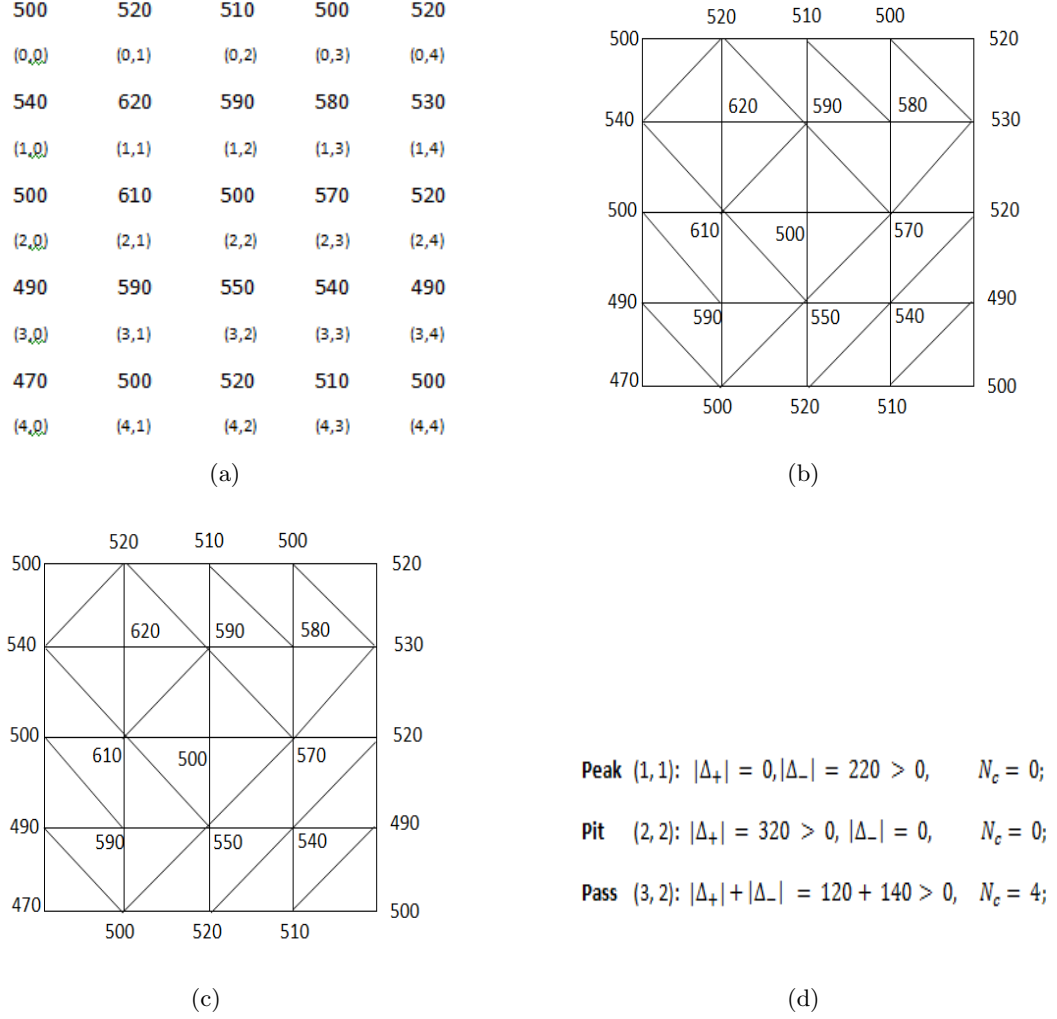 500 520 510 500 520
(0,0) (0,1) (0,2) (0,3) (0,4)
540 620 590 580 530
(1,0) (1,1) (1,2) (1,3) (1,4)
500 610 500 570 520
(2,0) (2,1) (2,2) (2,3) (2,4)
490 590 550 540 490
(3,0) (3,1) (3,2) (3,3) (3,4)
470 500 520 510 500
(4,0) (4,1) (4,2) (4,3) (4,4)
(a)
520 510 500
500 520
620 590 580
540 530
500 520
610 500 570
490 490
590 550 540
470 500
500 520 510
(b)
520 510 500
500 520
620 590 580
540 530
500 520
610 500 570
490 490
590 550 540
470 500
500 520 510
(c)
Peak (1, 1): |Δ₊| = 0, |Δ₋| = 220 > 0, N_c = 0;
Pit (2, 2): |Δ₊| = 320 > 0, |Δ₋| = 0, N_c = 0;
Pass (3, 2): |Δ₊| + |Δ₋| = 120 + 140 > 0, N_c = 4;
(d)